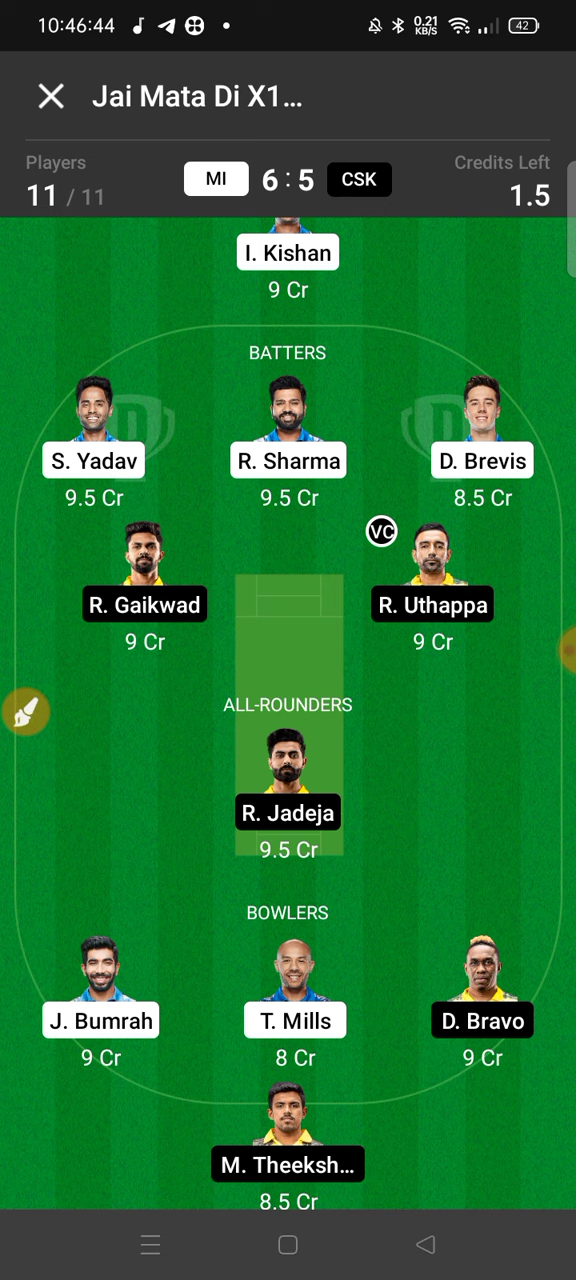 10:46:44
0.21
KB/S
42
Jai Mata Di X1...
Players
11 / 11
MI
6 : 5
CSK
Credits Left
1.5
I. Kishan
9 Cr
BATTERS
S. Yadav
R. Sharma
D. Brevis
9.5 Cr
9.5 Cr
8.5 Cr
VC
R. Gaikwad
R. Uthappa
9 Cr
9 Cr
ALL-ROUNDERS
R. Jadeja
9.5 Cr
BOWLERS
J. Bumrah
T. Mills
D. Bravo
9 Cr
8 Cr
9 Cr
M. Theeksh...
8.5 Cr